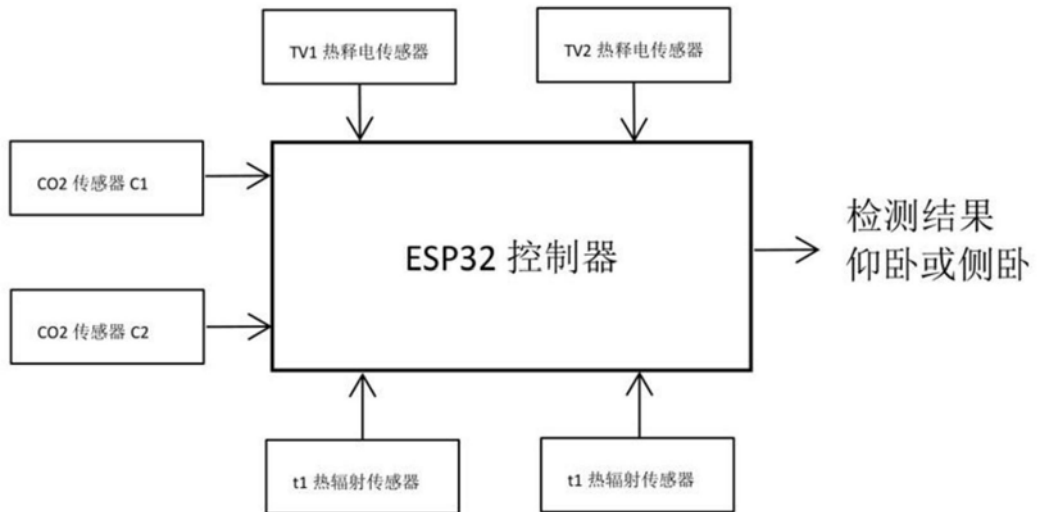 TV1 热释电传感器
TV2 热释电传感器
CO2 传感器 C1
检测结果
ESP32 控制器
仰卧或侧卧
CO2 传感器 C2
t1 热辐射传感器
t1 热辐射传感器